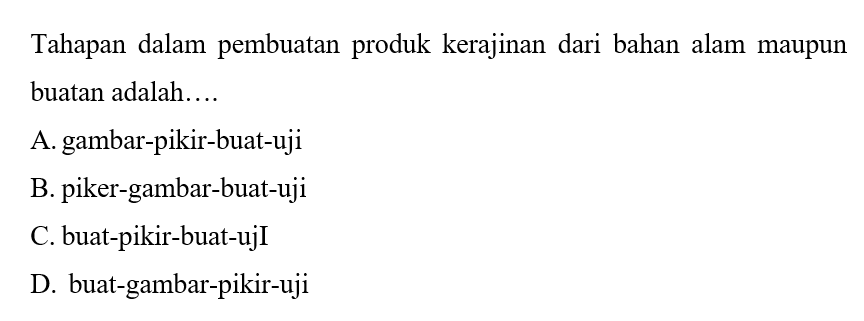 Tahapan dalam pembuatan produk kerajinan dari bahan alam maupun
buatan adalah….
A. gambar-pikir-buat-uji
B. piker-gambar-buat-uji
C. buat-pikir-buat-ujI
D. buat-gambar-pikir-uji